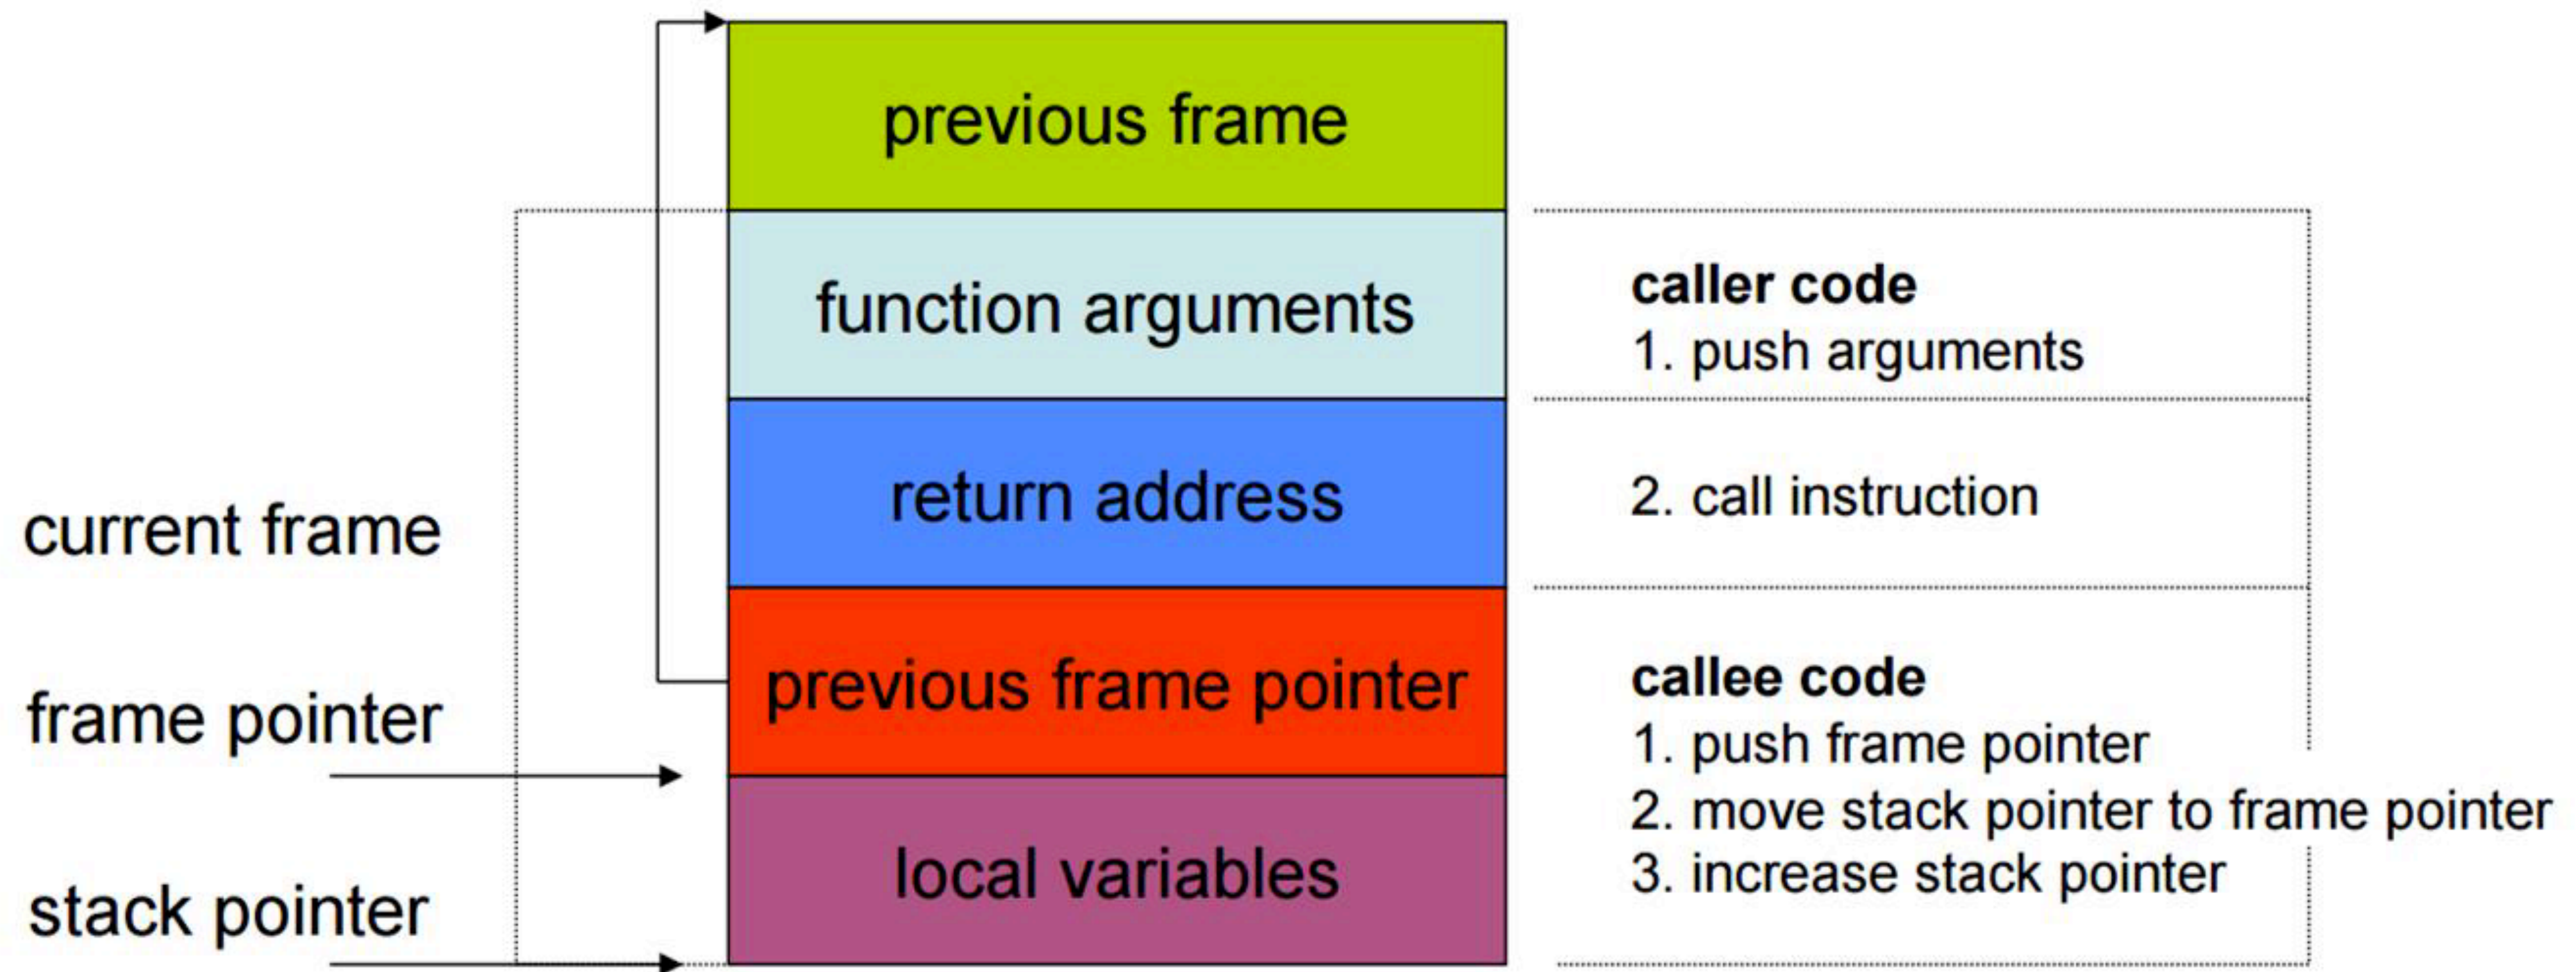 previous frame
function arguments
return address
previous frame pointer
local variables
current frame
frame pointer
stack pointer
caller code
1. push arguments
2. call instruction
callee code
1. push frame pointer
2. move stack pointer to frame pointer
3. increase stack pointer